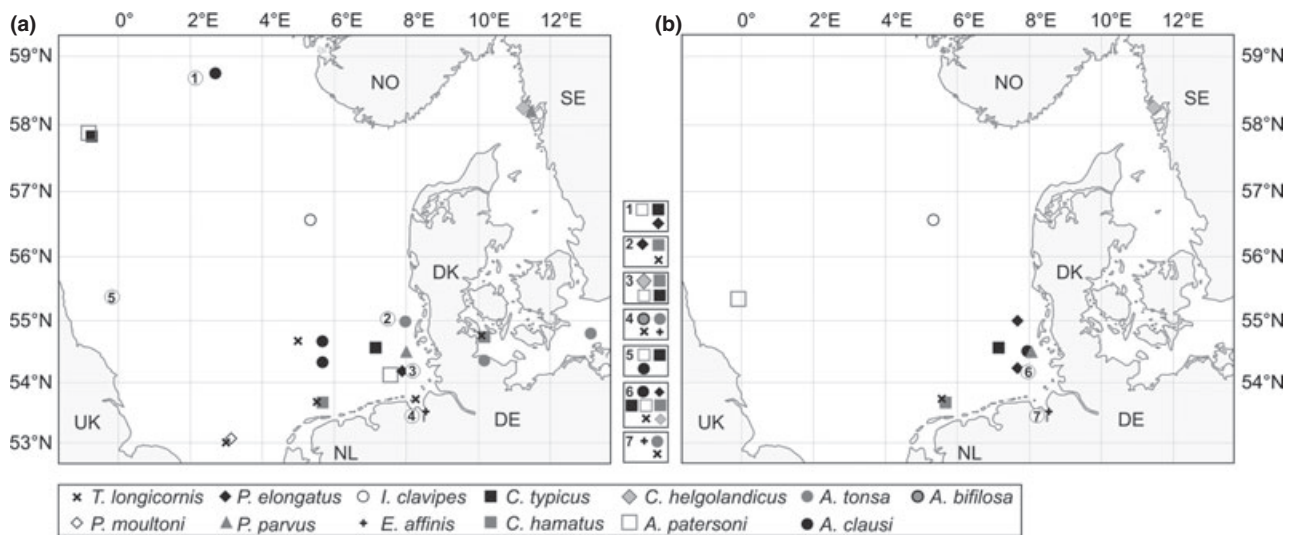 0° 2° 4° 6° 8° 10° 12°E 0° 2° 4° 6° 8° 10° 12°E
(a) (b)
59°N 1 NO SE NO SE 59°N
58°N 58°N
57°N 57°N
1
56°N DK 2 DK 56°N
5 3
55°N 2 4 55°N
3 5 6
54°N 6 54°N
UK 4 DE 7 UK 7 DE
53°N NL NL 53°N
T. longicornis P. elongatus I. clavipes C. typicus C. helgolandicus A. tonsa A. bifilosa
P. moultoni P. parvus E. affinis C. hamatus A. patersoni A. clausi